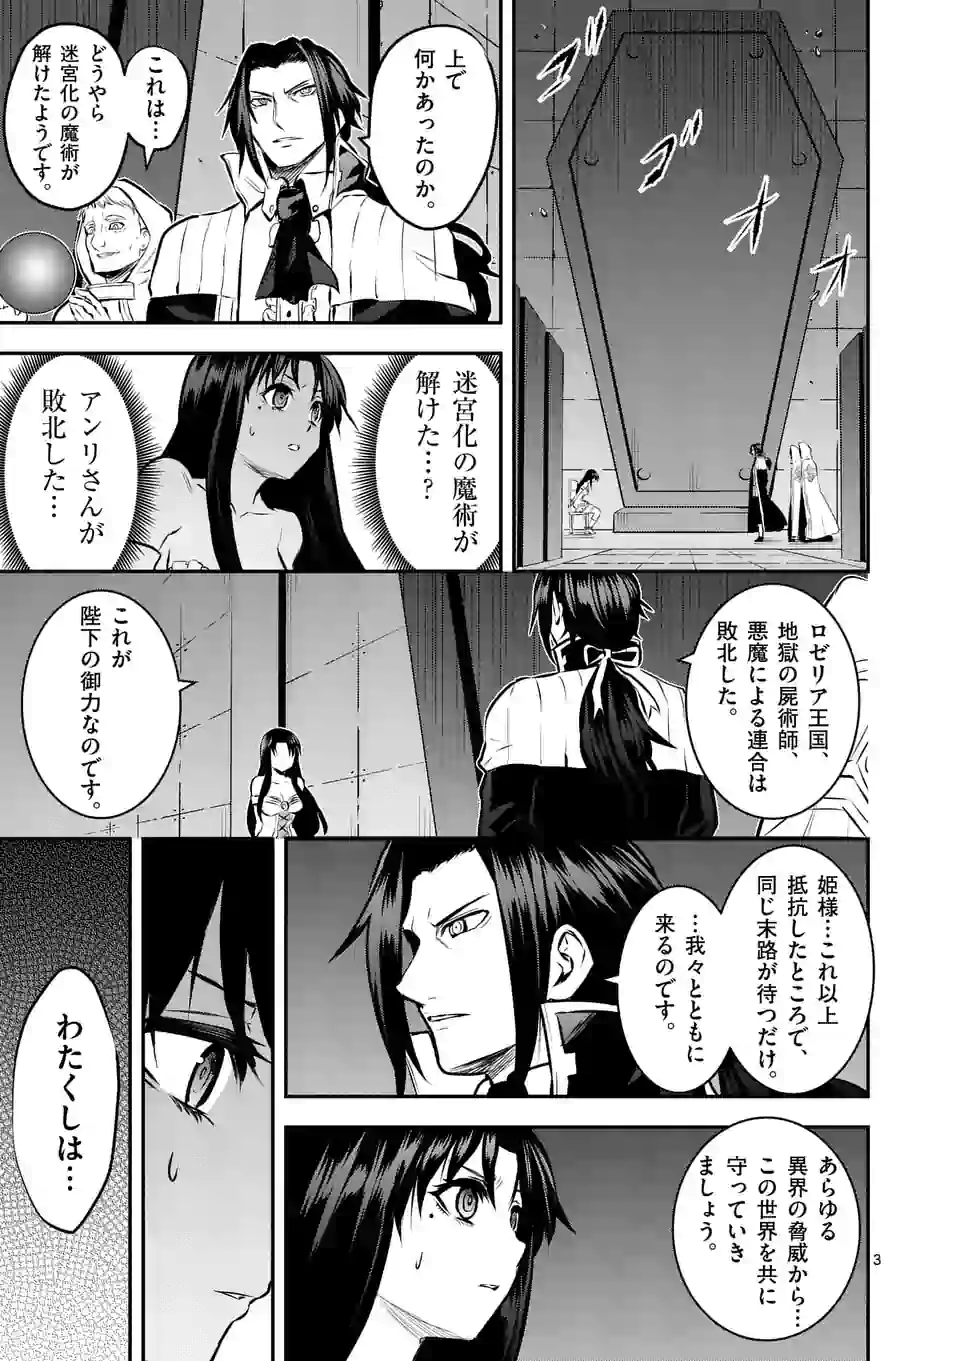 ズズ
ズズ
上で
何かあったのか。
これは…
どうやら
迷宮化の魔術が
解けたようです。
迷宮化の魔術が
解けた…?
アンリさんが
敗北した…
ロゼリア王国、
地獄の屍術師、
悪魔による連合は
敗北した。
これが
陛下の御力なのです。
姫様…これ以上
抵抗したところで、
同じ末路が待つだけ。
…我々とともに
来るのです。
あらゆる
異界の脅威から…
この世界を共に
守っていき
ましょう。
わたくしは…
3